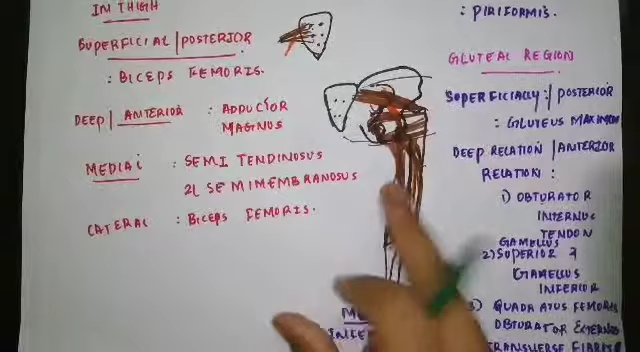 IN THIGH
SUPERFICIAL/POSTERIOR
: BICEPS FEMORIS.
DEEP/ANTERIOR : ADDUCTOR
MAGNUS
MEDIAL : SEMI TENDINOSUS
2L SEMIMEMBRANOSUS
LATERAL : BICEPS FEMORIS.
: PIRIFORMIS.
GLUTEAL REGION
SUPERFICIALLY:/POSTERIOR
: GLUTEUS MAXIMUS
DEEP RELATION/ANTERIOR
RELATION :
1) OBTURATOR
INTERNUS
TENDON
GAMELLUS
2) SUPERIOR &
GAMELLUS
INFERIOR
3) QUADRATUS FEMORIS
OBTURATOR EXTERNUS
TRANSVERSE